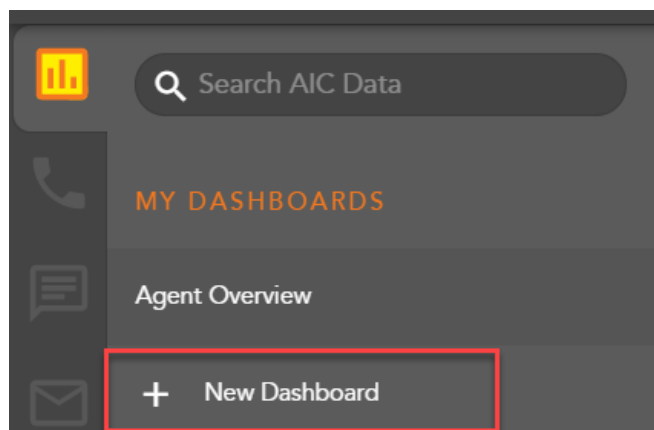 Search AIC Data
MY DASHBOARDS
Agent Overview
+ New Dashboard